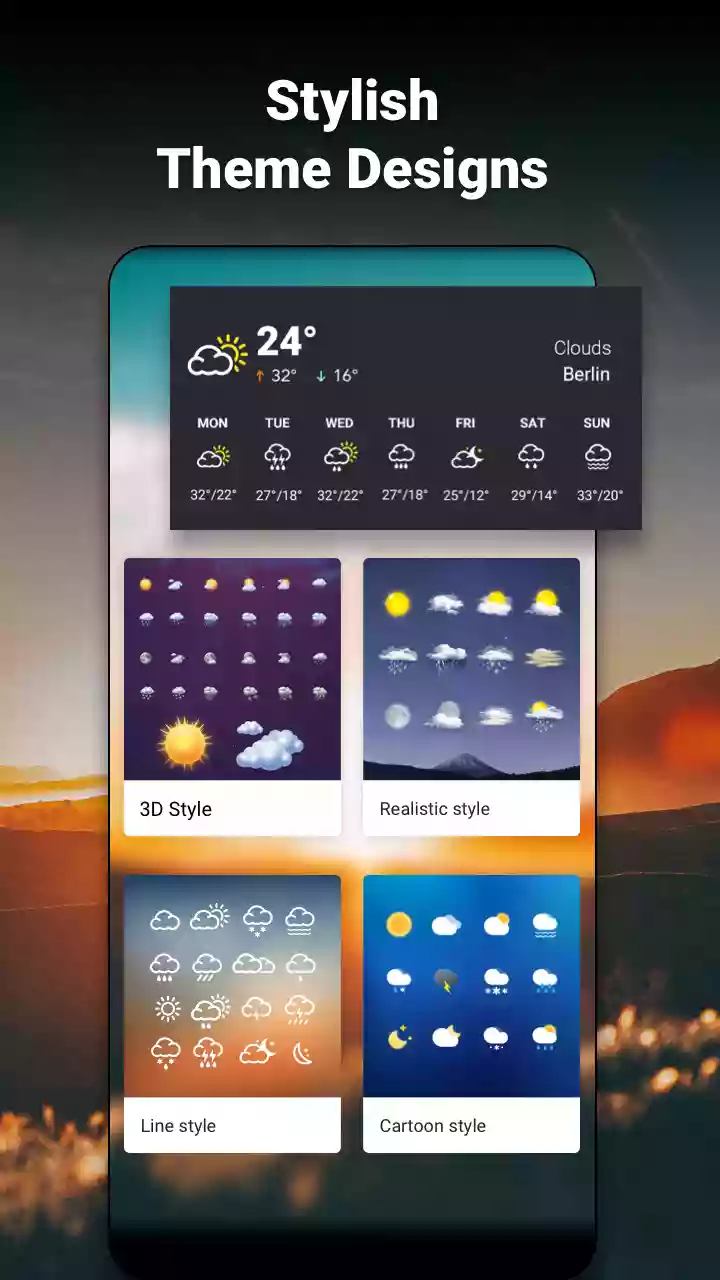 Stylish
Theme Designs
24°
↑ 32° ↓ 16°
Clouds
Berlin
MON TUE WED THU FRI SAT SUN
32°/22° 27°/18° 32°/22° 27°/18° 25°/12° 29°/14° 33°/20°
3D Style
Realistic style
Line style
Cartoon style